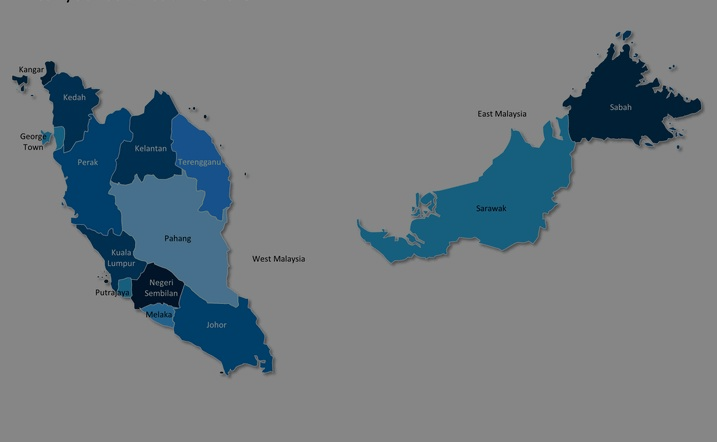 Kangar
Kedah
George
Town
Perak
Kelantan
Terengganu
Pahang
Kuala
Lumpur
West Malaysia
Putrajaya
Negeri
Sembilan
Melaka
Johor
East Malaysia
Sabah
Sarawak